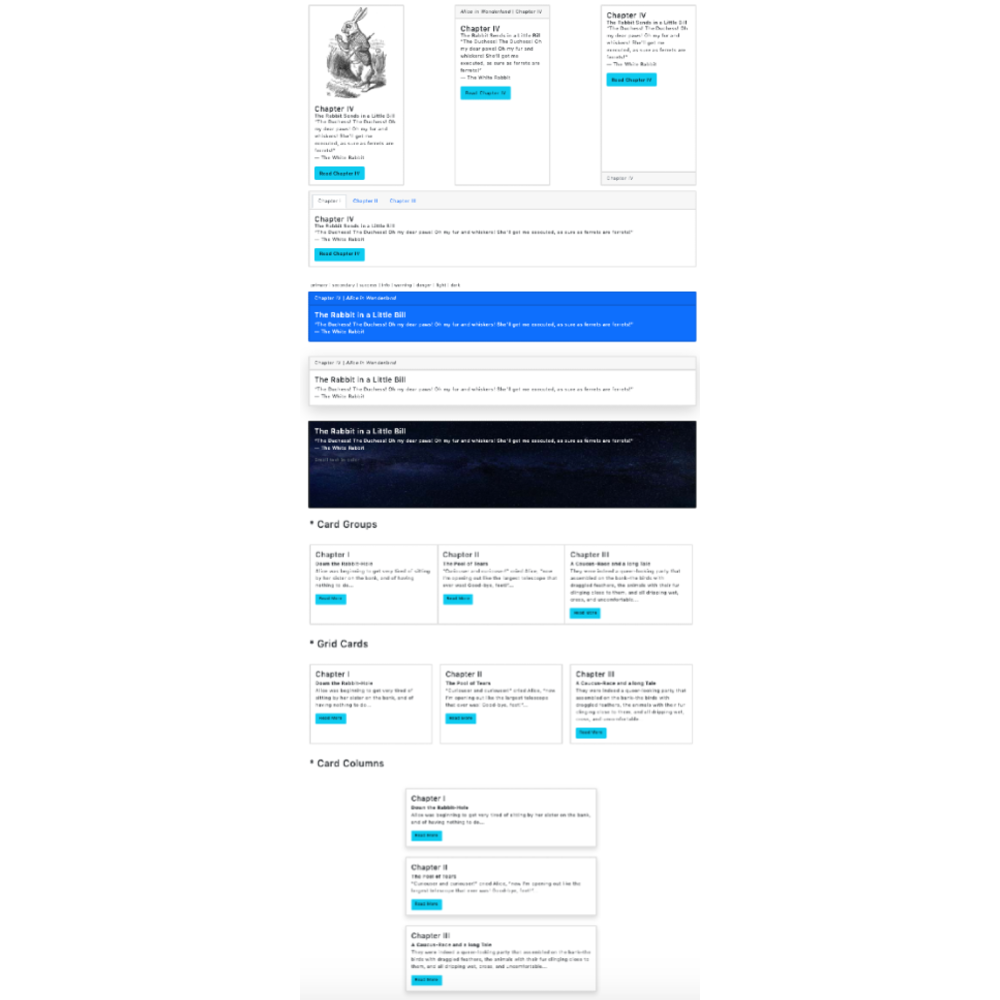 Chapter IV
The Rabbit Sends in a Little Bill
"The Duchess! The Duchess! Oh
my dear paws! Oh my fur and
whiskers! She'll get me
executed, as sure as ferrets are
ferrets!"
— The White Rabbit
Read Chapter IV
Alice in Wonderland | Chapter IV
Chapter IV
The Rabbit Sends in a Little Bill
"The Duchess! The Duchess! Oh
my dear paws! Oh my fur and
whiskers! She'll get me
executed, as sure as ferrets are
ferrets!"
— The White Rabbit
Read Chapter IV
Chapter IV
The Rabbit Sends in a Little Bill
"The Duchess! The Duchess! Oh
my dear paws! Oh my fur and
whiskers! She'll get me
executed, as sure as ferrets are
ferrets!"
— The White Rabbit
Read Chapter IV
Chapter IV
Chapter I
Chapter II
Chapter III
Chapter IV
The Rabbit Sends in a Little Bill
"The Duchess! The Duchess! Oh my dear paws! Oh my fur and whiskers! She'll get me executed, as sure as ferrets are ferrets!"
— The White Rabbit
Read Chapter IV
primary | secondary | success | info | warning | danger | light | dark
Chapter IV | Alice in Wonderland
The Rabbit in a Little Bill
"The Duchess! The Duchess! Oh my dear paws! Oh my fur and whiskers! She'll get me executed, as sure as ferrets are ferrets!"
— The White Rabbit
Chapter IV | Alice in Wonderland
The Rabbit in a Little Bill
"The Duchess! The Duchess! Oh my dear paws! Oh my fur and whiskers! She'll get me executed, as sure as ferrets are ferrets!"
— The White Rabbit
The Rabbit in a Little Bill
"The Duchess! The Duchess! Oh my dear paws! Oh my fur and whiskers! She'll get me executed, as sure as ferrets are ferrets!"
— The White Rabbit
* Card Groups
Chapter I
Down the Rabbit-Hole
Alice was beginning to get very tired of sitting
by her sister on the bank, and of having
nothing to do...
Read More
Chapter II
The Pool of Tears
"Curiouser and curiouser!" cried Alice, "now
I'm opening out like the largest telescope that
ever was! Good-bye, feet!"...
Read More
Chapter III
A Caucus-Race and a long Tale
They were indeed a queer-looking party that
assembled on the bank-the birds with
draggled feathers, the animals with their fur
clinging close to them, and all dripping wet,
cross, and uncomfortable...
Read More
* Grid Cards
Chapter I
Down the Rabbit-Hole
Alice was beginning to get very tired of
sitting by her sister on the bank, and of
having nothing to do...
Read More
Chapter II
The Pool of Tears
"Curiouser and curiouser!" cried Alice, "now
I'm opening out like the largest telescope
that ever was! Good-bye, feet!"...
Read More
Chapter III
A Caucus-Race and a long Tale
They were indeed a queer-looking party that
assembled on the bank-the birds with
draggled feathers, the animals with their fur
clinging close to them, and all dripping wet,
cross, and uncomfortable.
Read More
* Card Columns
Chapter I
Down the Rabbit-Hole
Alice was beginning to get very tired of sitting by her sister on the bank,
and of having nothing to do...
Read More
Chapter II
The Pool of Tears
"Curiouser and curiouser!" cried Alice, "now I'm opening out like the
largest telescope that ever was! Good-bye, feet!".
Read More
Chapter III
A Caucus-Race and a long Tale
They were indeed a queer-looking party that assembled on the bank-the
birds with draggled feathers, the animals with their fur clinging close to
them, and all dripping wet, cross, and uncomfortable...
Read More